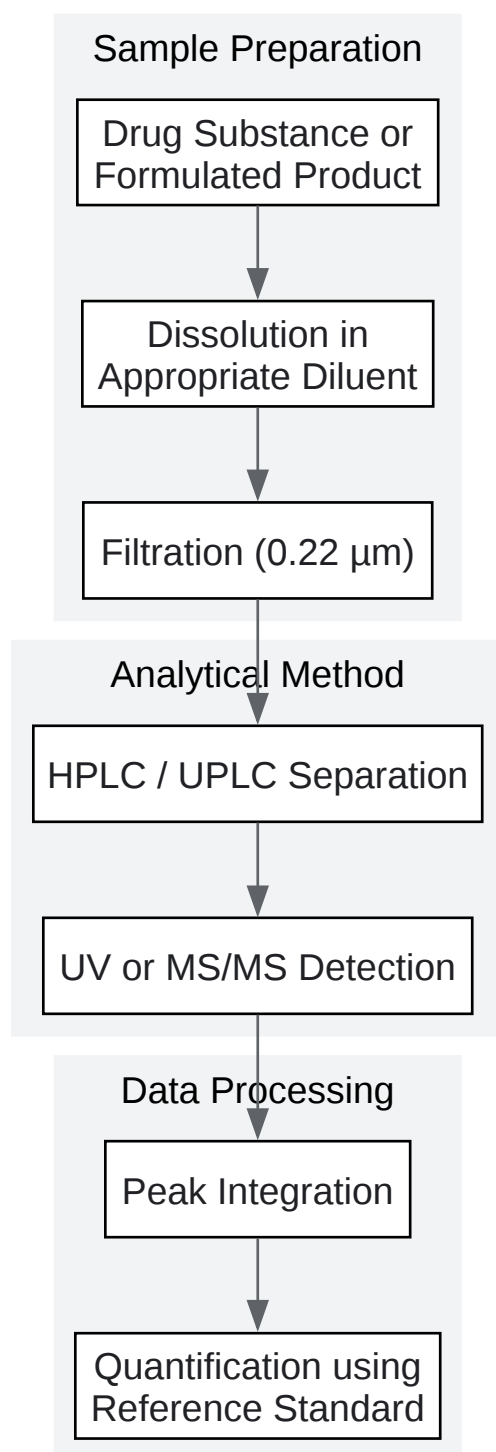 Sample Preparation
Drug Substance or
Formulated Product
Dissolution in
Appropriate Diluent
Filtration (0.22 µm)
Analytical Method
HPLC / UPLC Separation
UV or MS/MS Detection
Data Processing
Peak Integration
Quantification using
Reference Standard